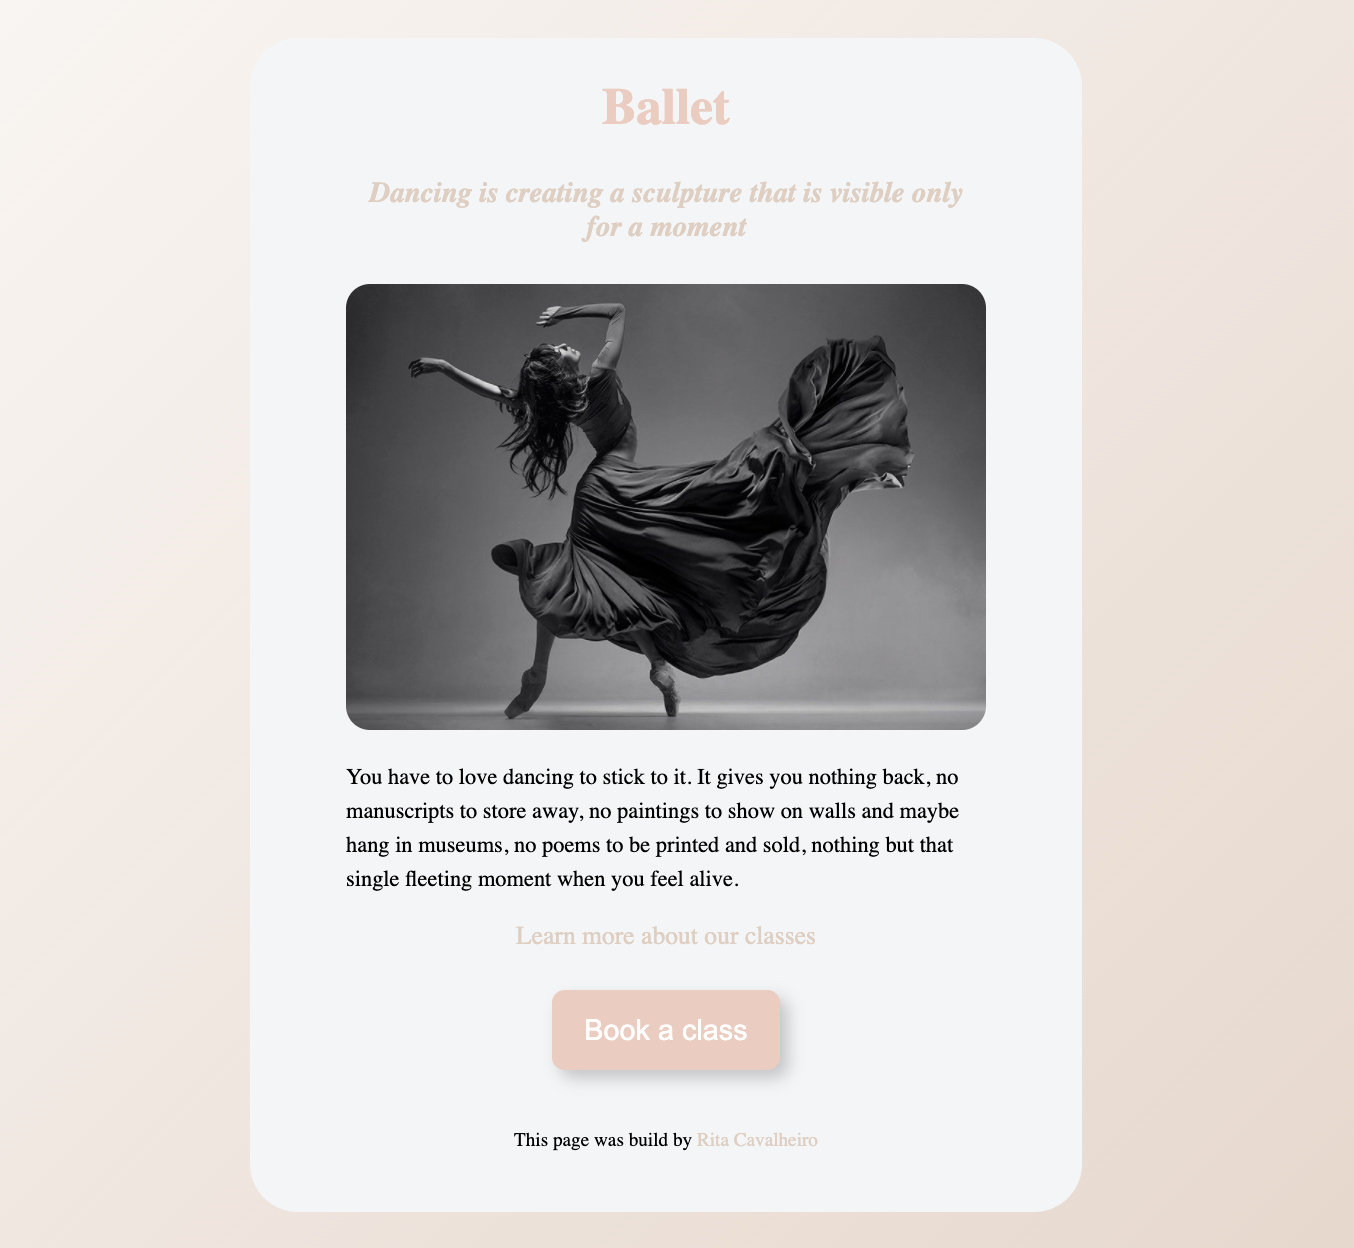 Ballet
Dancing is creating a sculpture that is visible only
for a moment
You have to love dancing to stick to it. It gives you nothing back, no
manuscripts to store away, no paintings to show on walls and maybe
hang in museums, no poems to be printed and sold, nothing but that
single fleeting moment when you feel alive.
Learn more about our classes
Book a class
This page was build by Rita Cavalheiro